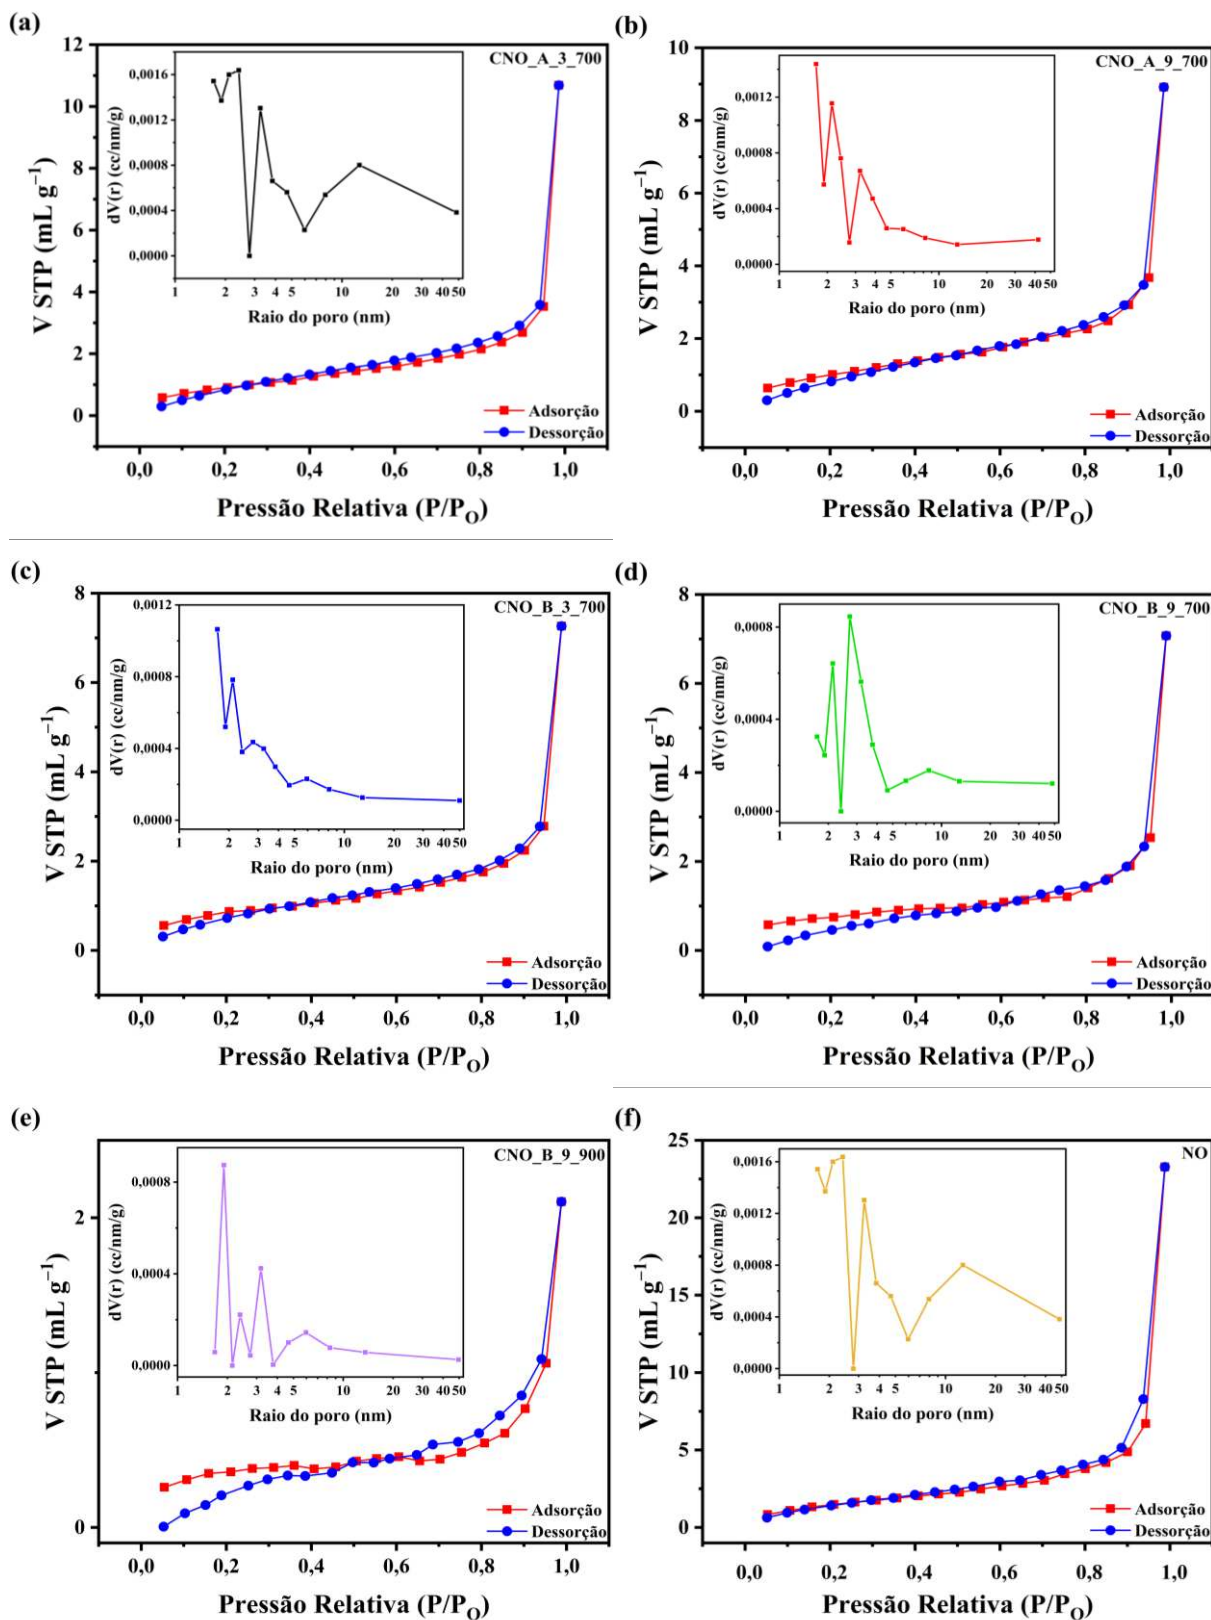 (a)
CNO_A_3_700
V STP (mL g⁻¹)
12
10
8
6
4
2
0
0,0 0,2 0,4 0,6 0,8 1,0
Pressão Relativa (P/P_O)
Adsorção
Dessorção
dV(r) (cc/nm/g)
0,0016
0,0012
0,0008
0,0004
0,0000
1 2 3 4 5 10 20 30 40 50
Raio do poro (nm)
(b)
CNO_A_9_700
V STP (mL g⁻¹)
10
8
6
4
2
0
0,0 0,2 0,4 0,6 0,8 1,0
Pressão Relativa (P/P_O)
Adsorção
Dessorção
dV(r) (cc/nm/g)
0,0012
0,0008
0,0004
0,0000
1 2 3 4 5 10 20 30 40 50
Raio do poro (nm)
(c)
CNO_B_3_700
V STP (mL g⁻¹)
8
6
4
2
0
0,0 0,2 0,4 0,6 0,8 1,0
Pressão Relativa (P/P_O)
Adsorção
Dessorção
dV(r) (cc/nm/g)
0,0012
0,0008
0,0004
0,0000
1 2 3 4 5 10 20 30 40 50
Raio do poro (nm)
(d)
CNO_B_9_700
V STP (mL g⁻¹)
8
6
4
2
0
0,0 0,2 0,4 0,6 0,8 1,0
Pressão Relativa (P/P_O)
Adsorção
Dessorção
dV(r) (cc/nm/g)
0,0008
0,0004
0,0000
1 2 3 4 5 10 20 30 40 50
Raio do poro (nm)
(e)
CNO_B_9_900
V STP (mL g⁻¹)
2
0
0,0 0,2 0,4 0,6 0,8 1,0
Pressão Relativa (P/P_O)
Adsorção
Dessorção
dV(r) (cc/nm/g)
0,0008
0,0004
0,0000
1 2 3 4 5 10 20 30 40 50
Raio do poro (nm)
(f)
NO
V STP (mL g⁻¹)
25
20
15
10
5
0
0,0 0,2 0,4 0,6 0,8 1,0
Pressão Relativa (P/P_O)
Adsorção
Dessorção
dV(r) (cc/nm/g)
0,0016
0,0012
0,0008
0,0004
0,0000
1 2 3 4 5 10 20 30 40 50
Raio do poro (nm)